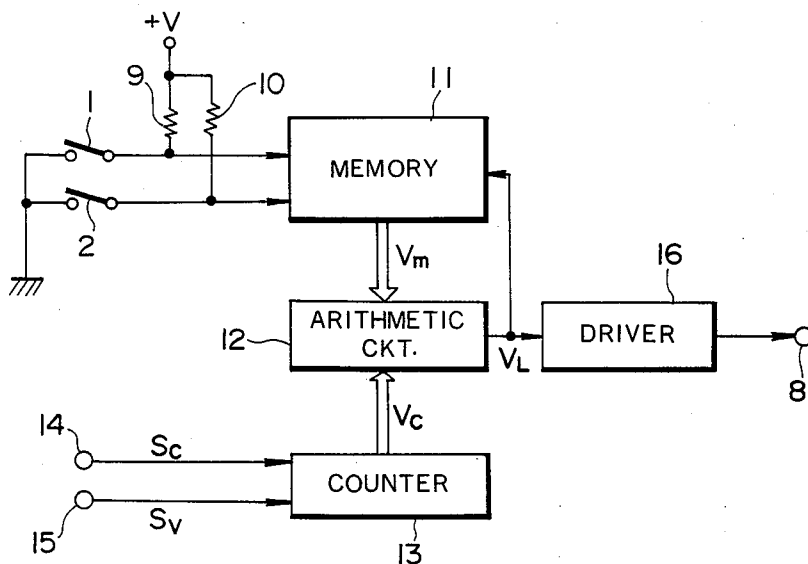 +V
9
10
11
1
MEMORY
2
Vm
16
12
ARITHMETIC
CKT.
VL
DRIVER
8
Vc
14
Sc
COUNTER
15
Sv
13